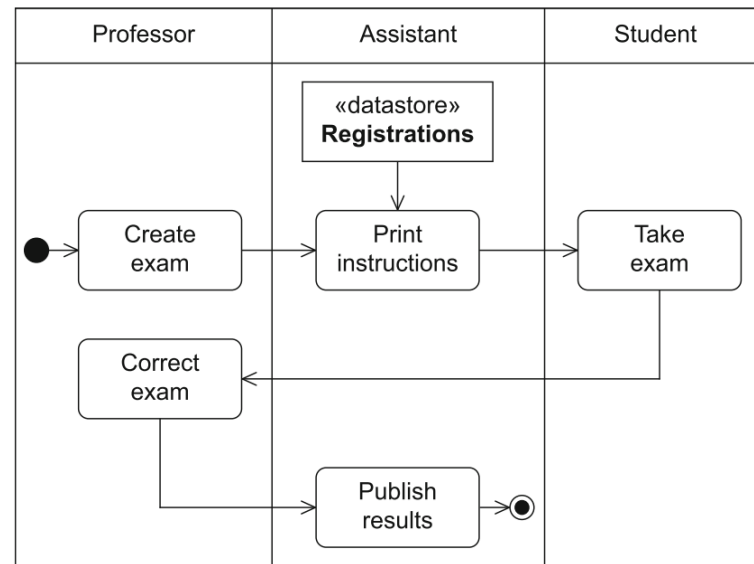 Professor
Assistant
Student
«datastore»
Registrations
Create
exam
Print
instructions
Take
exam
Correct
exam
Publish
results